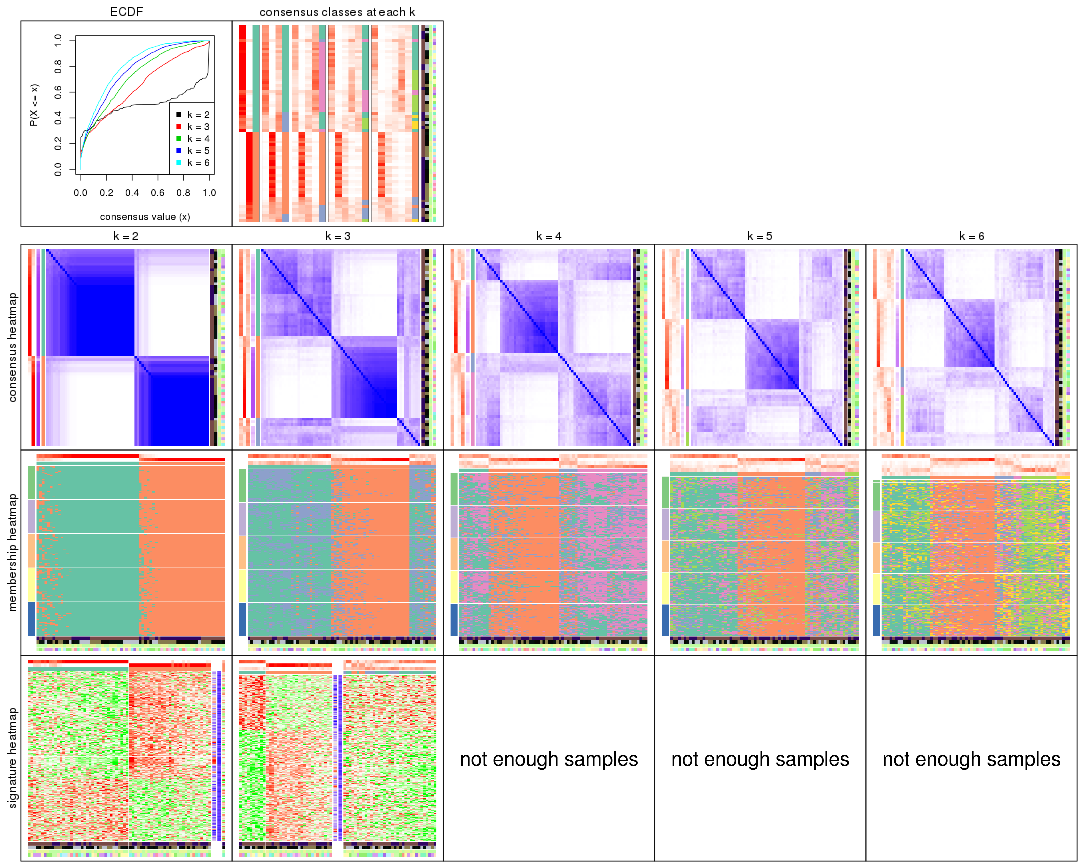 ECDF
consensus classes at each k
P(X <= x)
0.0 0.2 0.4 0.6 0.8 1.0
k = 2
k = 3
k = 4
k = 5
k = 6
0.0 0.2 0.4 0.6 0.8 1.0
consensus value (x)
k = 2 k = 3 k = 4 k = 5 k = 6
consensus heatmap
membership heatmap
signature heatmap
not enough samples not enough samples not enough samples